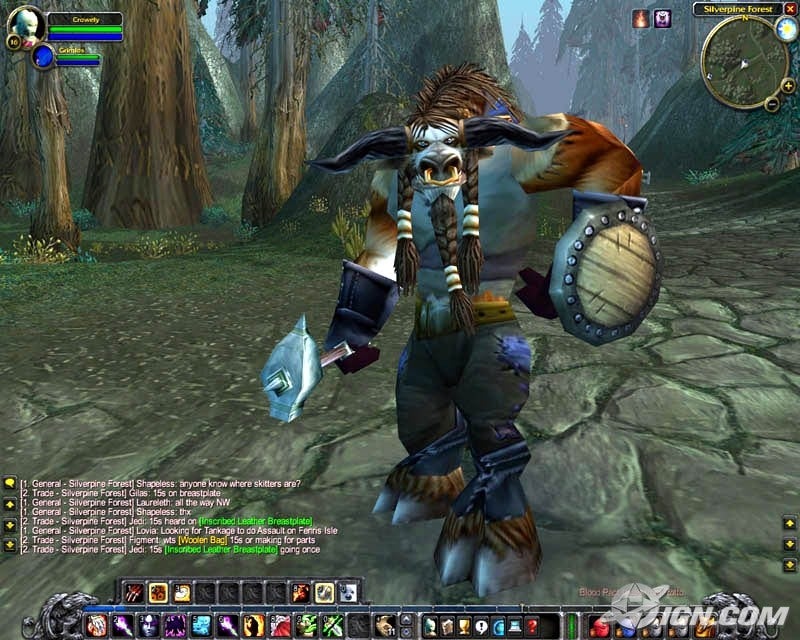 Crowely
16
Grimlos
Silverpine Forest
N
[1. General - Silverpine Forest] Shapeless: anyone know where skitters are?
[2. Trade - Silverpine Forest] Gilas: 15s on breastplate
[1. General - Silverpine Forest] Laureleth: all the way NW
[1. General - Silverpine Forest] Shapeless: thx
[2. Trade - Silverpine Forest] Jedi: 15s heard on [Inscribed Leather Breastplate]
[1. General - Silverpine Forest] Lovia: Looking for Tankage to do Assault on Fenris Isle
[2. Trade - Silverpine Forest] Figment: wts [Woolen Bag] 15s or making for parts
[2. Trade - Silverpine Forest] Jedi: 15s [Inscribed Leather Breastplate] going once
Blood Pact
IGN.COM